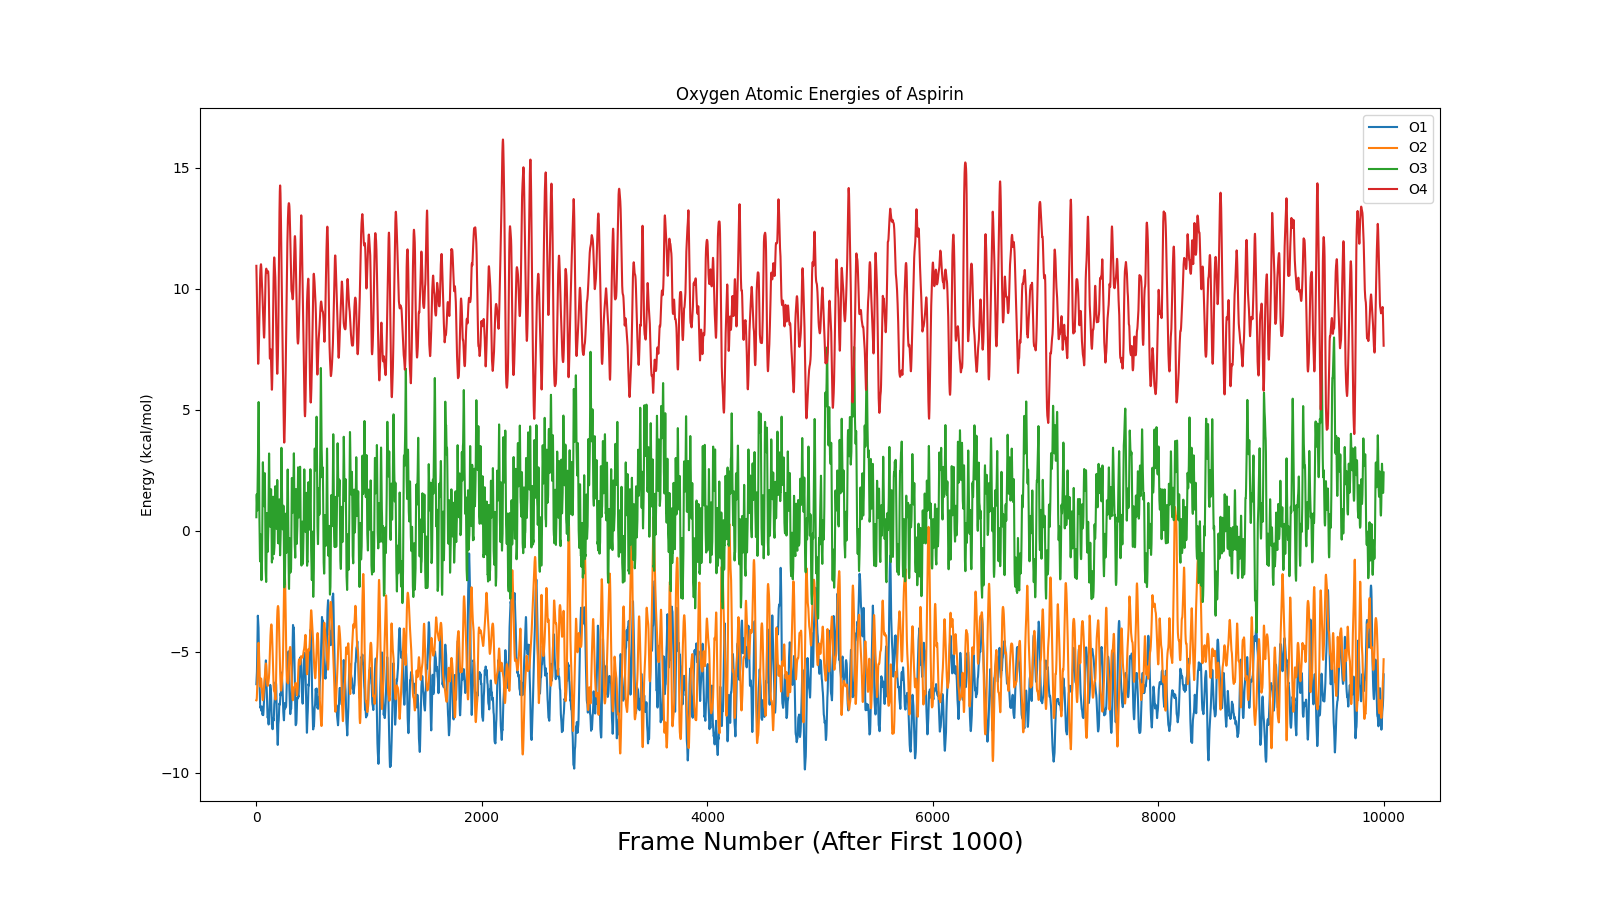 Oxygen Atomic Energies of Aspirin
O1
O2
O3
O4
Energy (kcal/mol)
15
10
5
0
−5
−10
0 2000 4000 6000 8000 10000
Frame Number (After First 1000)